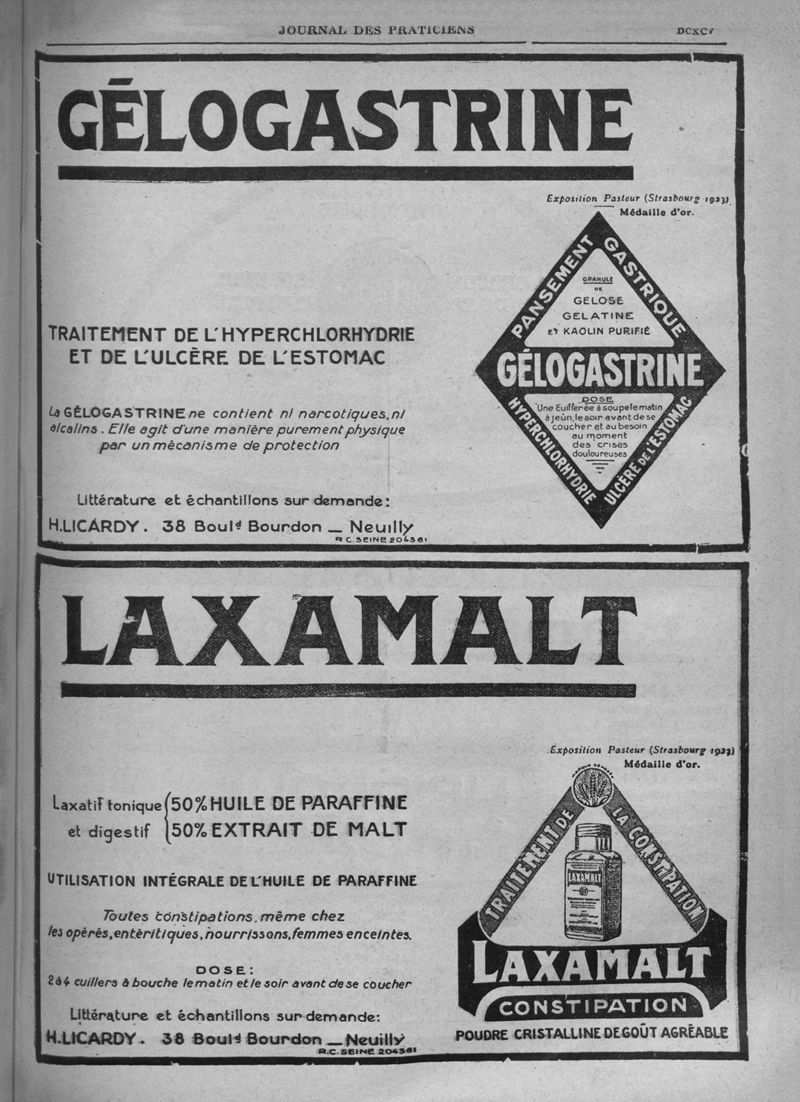 JOURNAL DES PRATICIENS
DCXCV
GÉLOGASTRINE
Exposition Pasteur (Strasbourg 1923)
Médaille d'or.
TRAITEMENT DE L'HYPERCHLORHYDRIE
ET DE L'ULCÈRE DE L'ESTOMAC
La GÉLOGASTRINE ne contient ni narcotiques, ni
alcalins. Elle agit d'une manière purement physique
par un mécanisme de protection
Littérature et échantillons sur demande:
H. LICARDY. 38 Boulᵈ Bourdon _ Neuilly
R.C. SEINE 204361
PANSEMENT GASTRIQUE
GRANULÉ
DE
GELOSE
GELATINE
ET KAOLIN PURIFIÉ
GÉLOGASTRINE
DOSE
Une Cuillerée à soupe le matin
à jeûn, le soir avant de se
coucher et au besoin
au moment
des crises
douloureuses
HYPERCHLORHYDRIE
ULCÈRE DE L'ESTOMAC
LAXAMALT
Exposition Pasteur (Strasbourg 1923)
Médaille d'or.
Laxatif tonique { 50% HUILE DE PARAFFINE
et digestif { 50% EXTRAIT DE MALT
UTILISATION INTÉGRALE DE L'HUILE DE PARAFFINE
Toutes constipations, même chez
les opérés, entéritiques, nourrissons, femmes enceintes.
DOSE:
2 à 4 cuillers à bouche le matin et le soir avant de se coucher
Littérature et échantillons sur demande:
H. LICARDY. 38 Boulᵈ Bourdon _ Neuilly
R.C. SEINE 204361
MARQUE DÉPOSÉE
TRAITEMENT DE
LA CONSTIPATION
LAXAMALT
LAXAMALT
CONSTIPATION
POUDRE CRISTALLINE DE GOÛT AGRÉABLE